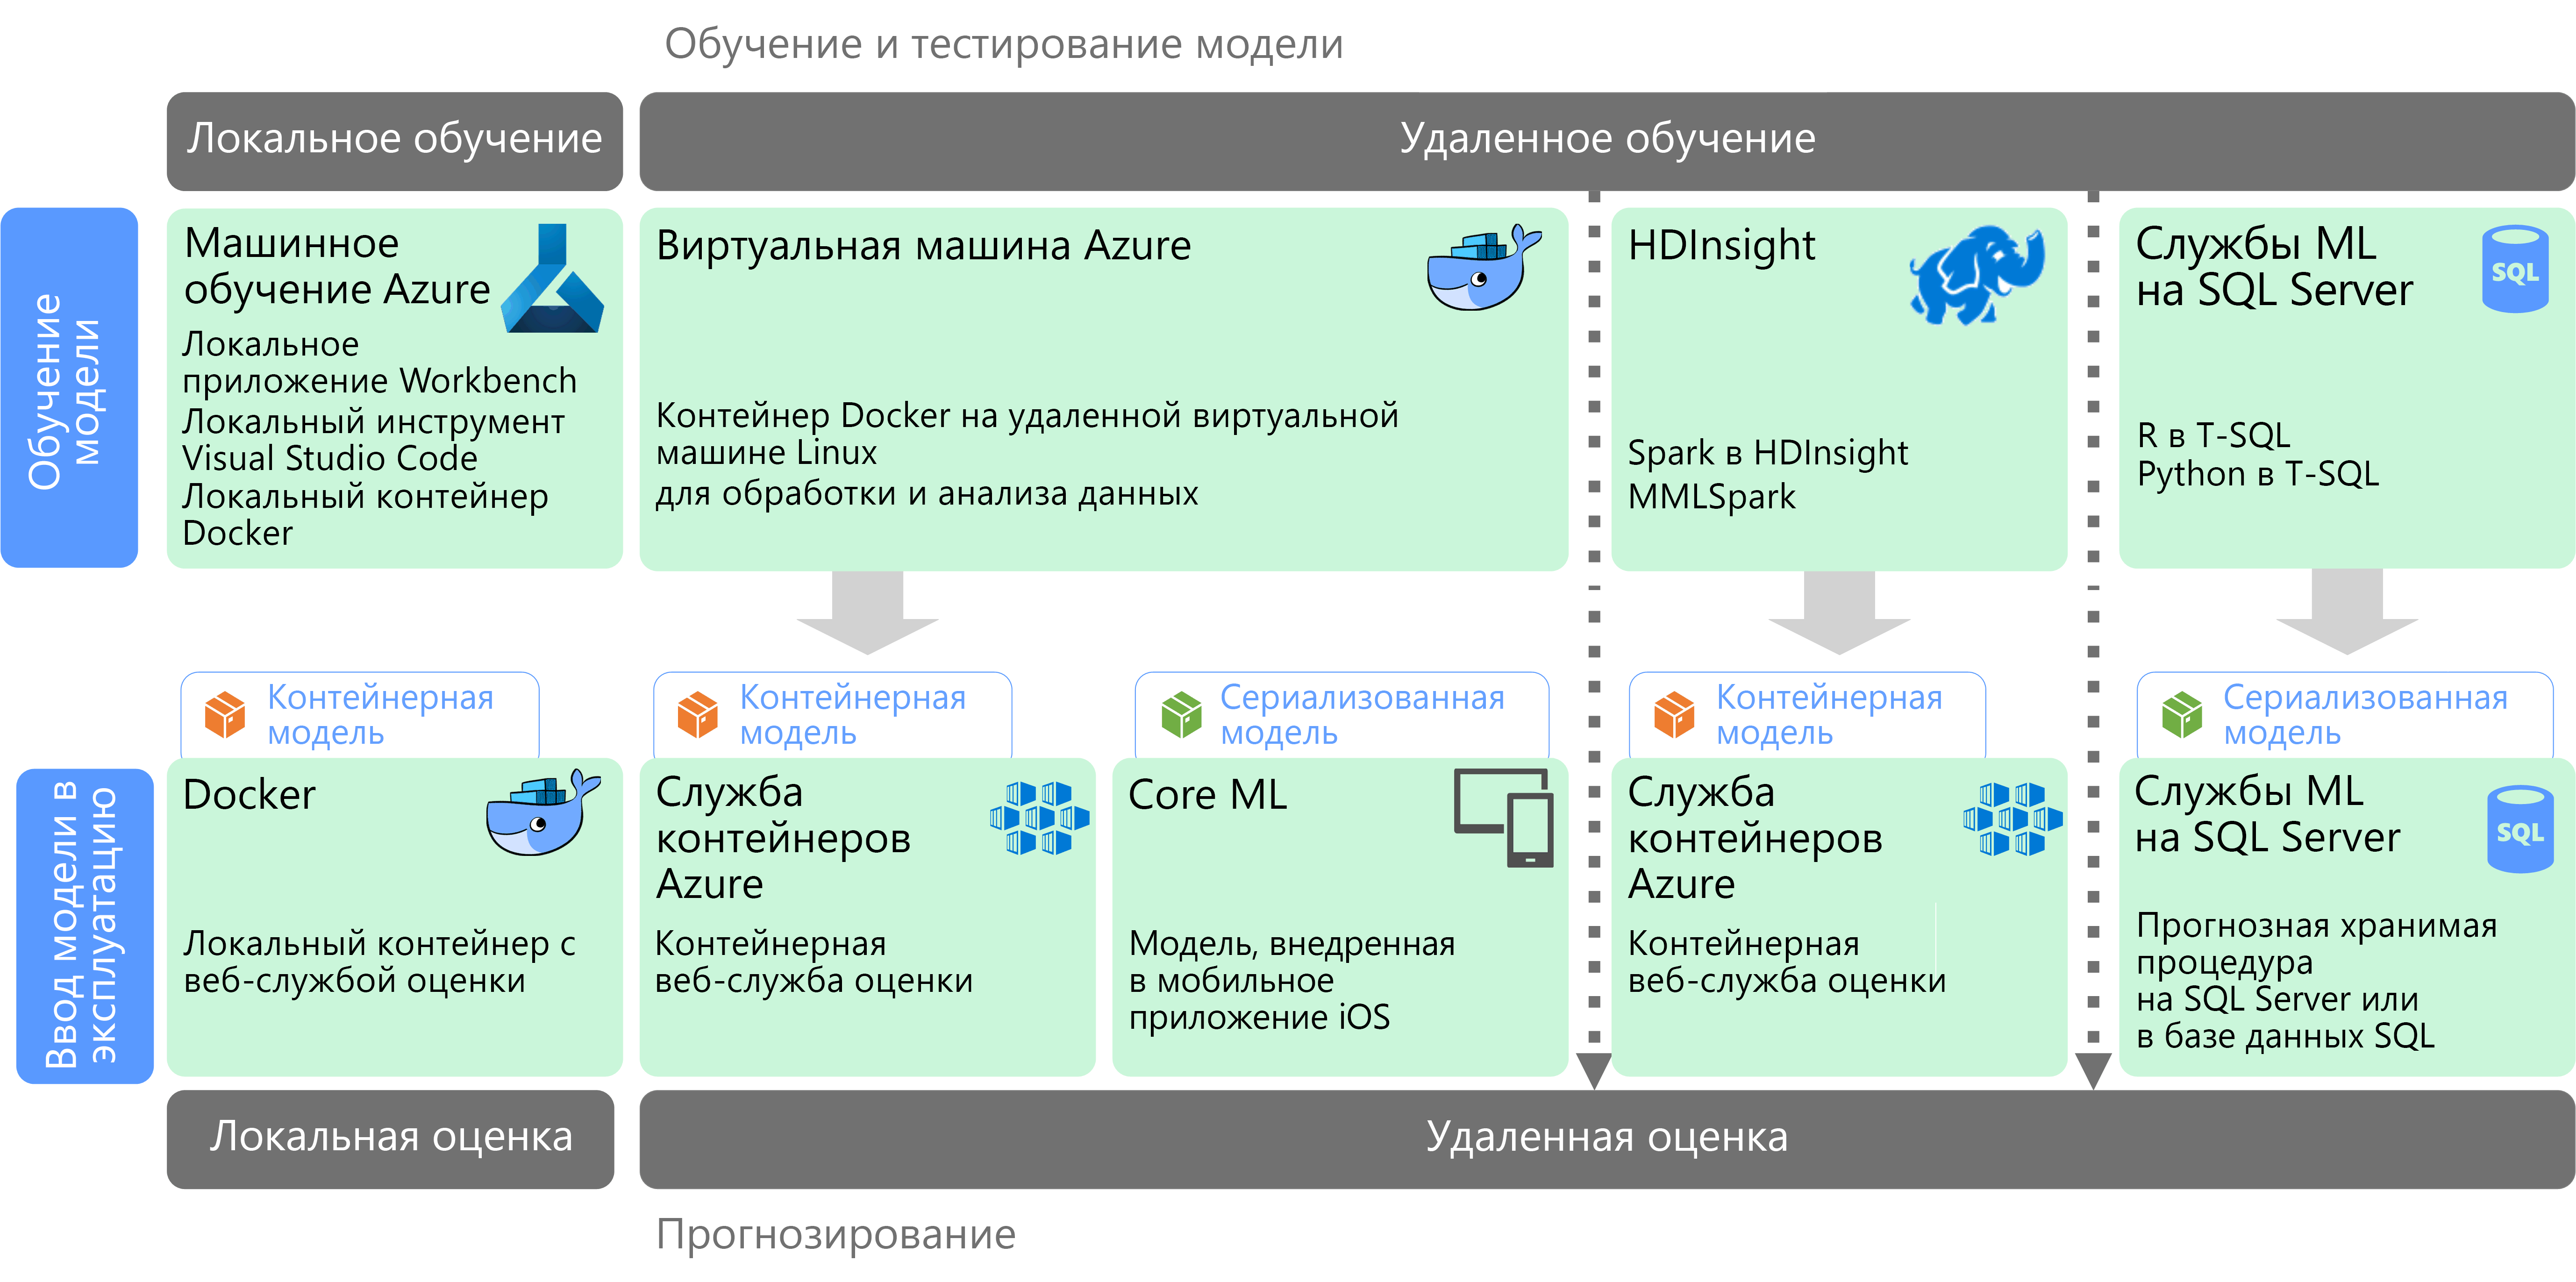 Обучение и тестирование модели
Локальное обучение
Удаленное обучение
Обучение
модели
Машинное
обучение Azure
Локальное
приложение Workbench
Локальный инструмент
Visual Studio Code
Локальный контейнер
Docker
Виртуальная машина Azure
Контейнер Docker на удаленной виртуальной
машине Linux
для обработки и анализа данных
HDInsight
Spark в HDInsight
MMLSpark
Службы ML
на SQL Server
SQL
R в T-SQL
Python в T-SQL
Ввод модели в
эксплуатацию
Контейнерная
модель
Docker
Локальный контейнер с
веб-службой оценки
Контейнерная
модель
Служба
контейнеров
Azure
Контейнерная
веб-служба оценки
Сериализованная
модель
Core ML
Модель, внедренная
в мобильное
приложение iOS
Контейнерная
модель
Служба
контейнеров
Azure
Контейнерная
веб-служба оценки
Сериализованная
модель
Службы ML
на SQL Server
SQL
Прогнозная хранимая
процедура
на SQL Server или
в базе данных SQL
Локальная оценка
Удаленная оценка
Прогнозирование